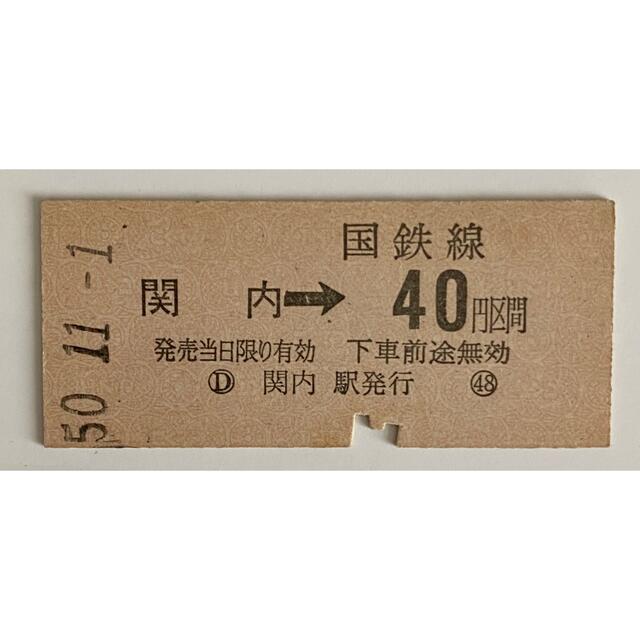 50 11 -1
国鉄線
関 内 → 40円区間
発売当日限り有効 下車前途無効
Ⓓ 関内 駅発行 ㊽